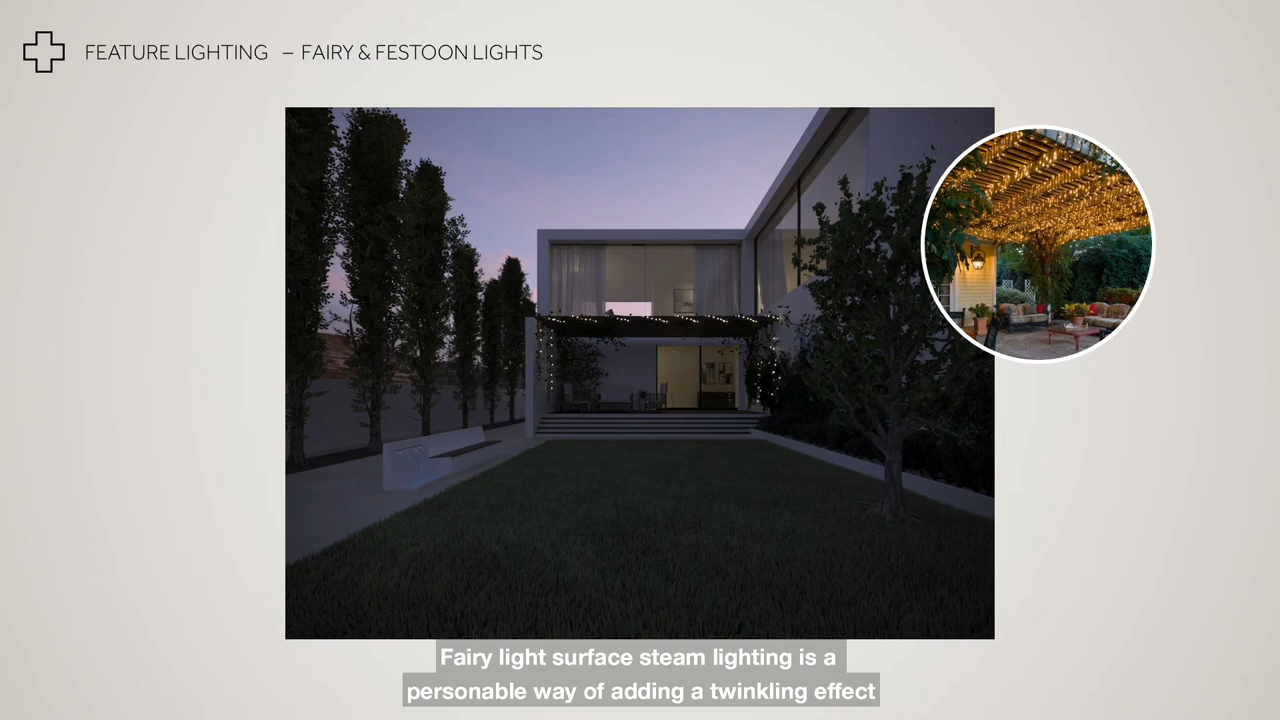 FEATURE LIGHTING – FAIRY & FESTOON LIGHTS
Fairy light surface steam lighting is a
personable way of adding a twinkling effect